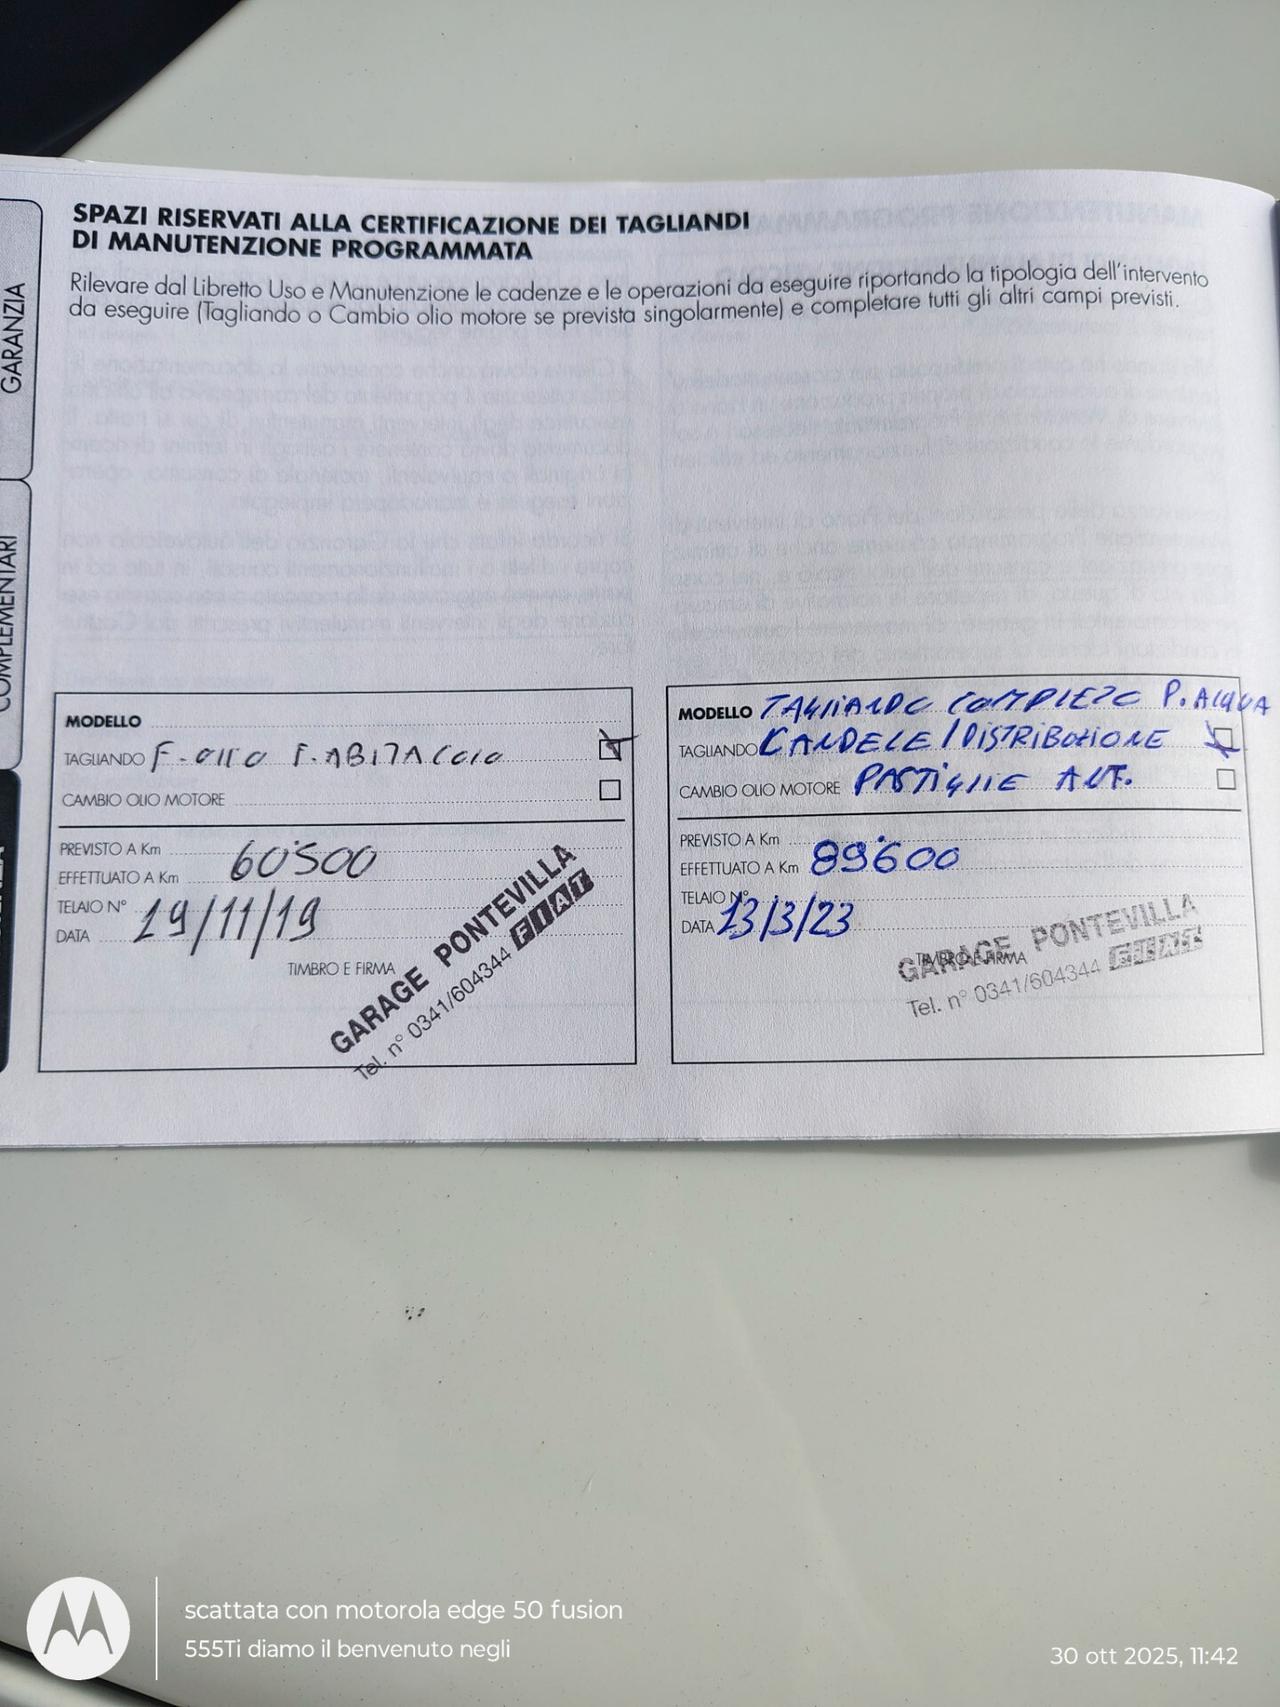 GARANZIA
COMPLEMENTARI
SPAZI RISERVATI ALLA CERTIFICAZIONE DEI TAGLIANDI
DI MANUTENZIONE PROGRAMMATA
Rilevare dal Libretto Uso e Manutenzione le cadenze e le operazioni da eseguire riportando la tipologia dell'intervento
da eseguire (Tagliando o Cambio olio motore se prevista singolarmente) e completare tutti gli altri campi previsti.
MODELLO
TAGLIANDO F-OLIO F.ABITACOLO
CAMBIO OLIO MOTORE
PREVISTO A Km
EFFETTUATO A Km 60500
TELAIO N°
DATA 19/11/19
TIMBRO E FIRMA
GARAGE PONTEVILLA
Tel. n° 0341/604344 FIAT
MODELLO TAGLIANDO COMPLETO P. ACQUA
TAGLIANDO CANDELE/DISTRIBUZIONE
CAMBIO OLIO MOTORE PASTIGLIE ANT.
PREVISTO A Km
EFFETTUATO A Km 89600
TELAIO N°
DATA 13/3/23
TIMBRO E FIRMA
GARAGE PONTEVILLA
Tel. n° 0341/604344 FIAT
scattata con motorola edge 50 fusion
555Ti diamo il benvenuto negli
30 ott 2025, 11:42